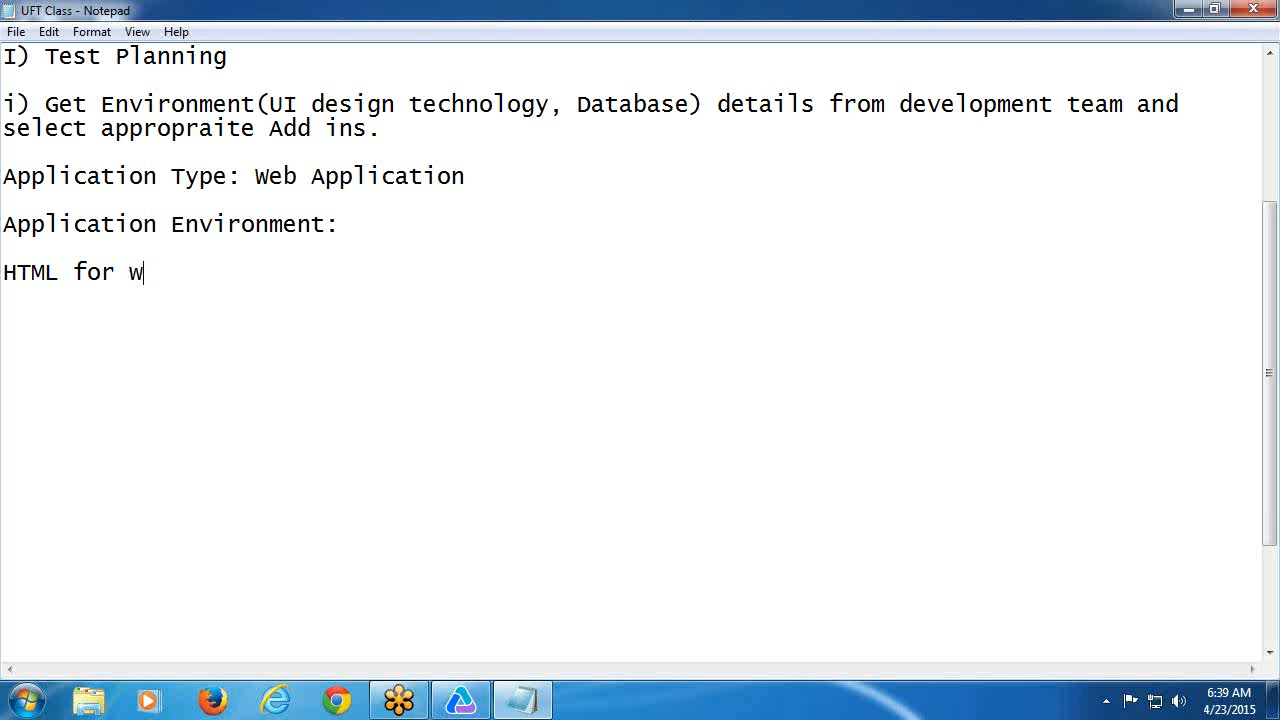 UFT Class - Notepad
File Edit Format View Help
I) Test Planning
i) Get Environment(UI design technology, Database) details from development team and
select appropraite Add ins.
Application Type: Web Application
Application Environment:
HTML for w
6:39 AM
4/23/2015